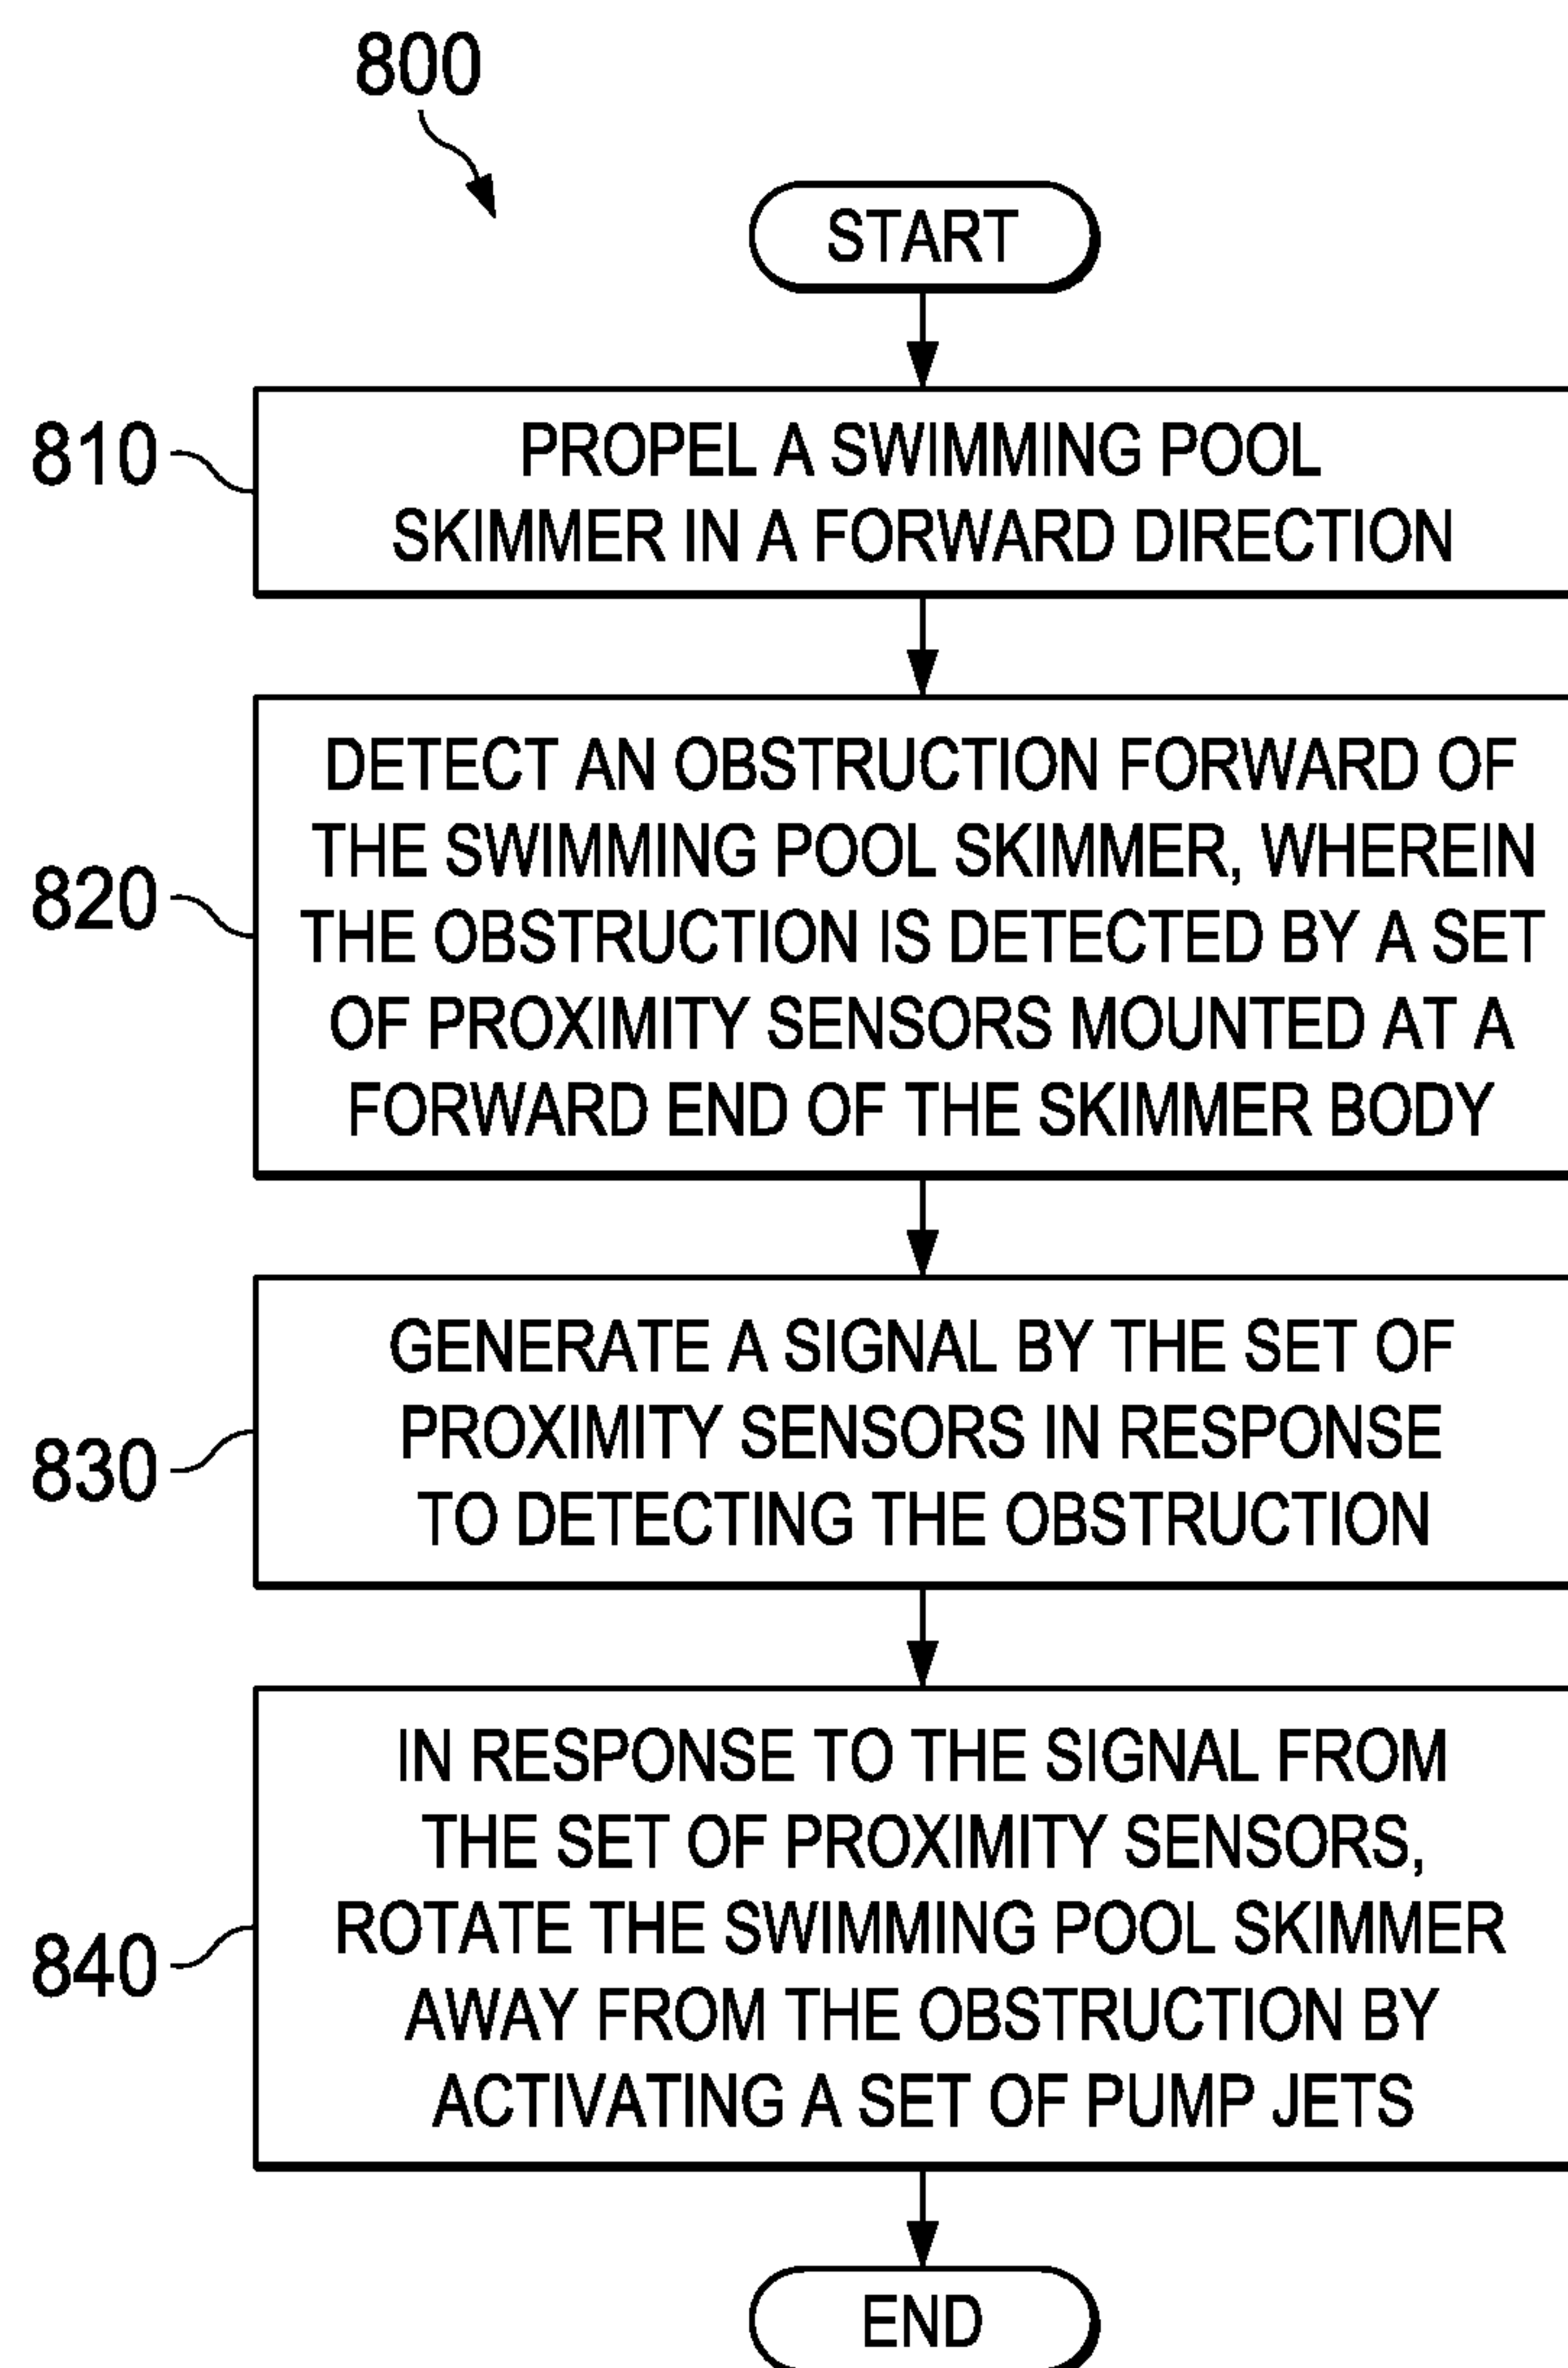 800
START
810
PROPEL A SWIMMING POOL
SKIMMER IN A FORWARD DIRECTION
820
DETECT AN OBSTRUCTION FORWARD OF
THE SWIMMING POOL SKIMMER, WHEREIN
THE OBSTRUCTION IS DETECTED BY A SET
OF PROXIMITY SENSORS MOUNTED AT A
FORWARD END OF THE SKIMMER BODY
830
GENERATE A SIGNAL BY THE SET OF
PROXIMITY SENSORS IN RESPONSE
TO DETECTING THE OBSTRUCTION
840
IN RESPONSE TO THE SIGNAL FROM
THE SET OF PROXIMITY SENSORS,
ROTATE THE SWIMMING POOL SKIMMER
AWAY FROM THE OBSTRUCTION BY
ACTIVATING A SET OF PUMP JETS
END